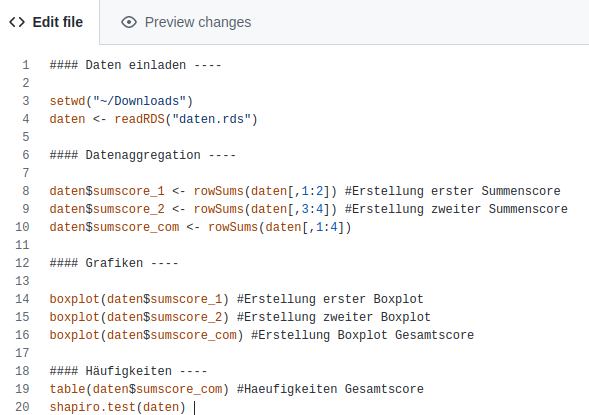 Edit file Preview changes
1 #### Daten einladen ----
2
3 setwd("~/Downloads")
4 daten <- readRDS("daten.rds")
5
6 #### Datenaggregation ----
7
8 daten$sumscore_1 <- rowSums(daten[,1:2]) #Erstellung erster Summenscore
9 daten$sumscore_2 <- rowSums(daten[,3:4]) #Erstellung zweiter Summenscore
10 daten$sumscore_com <- rowSums(daten[,1:4])
11
12 #### Grafiken ----
13
14 boxplot(daten$sumscore_1) #Erstellung erster Boxplot
15 boxplot(daten$sumscore_2) #Erstellung zweiter Boxplot
16 boxplot(daten$sumscore_com) #Erstellung Boxplot Gesamtscore
17
18 #### Häufigkeiten ----
19 table(daten$sumscore_com) #Haeufigkeiten Gesamtscore
20 shapiro.test(daten)